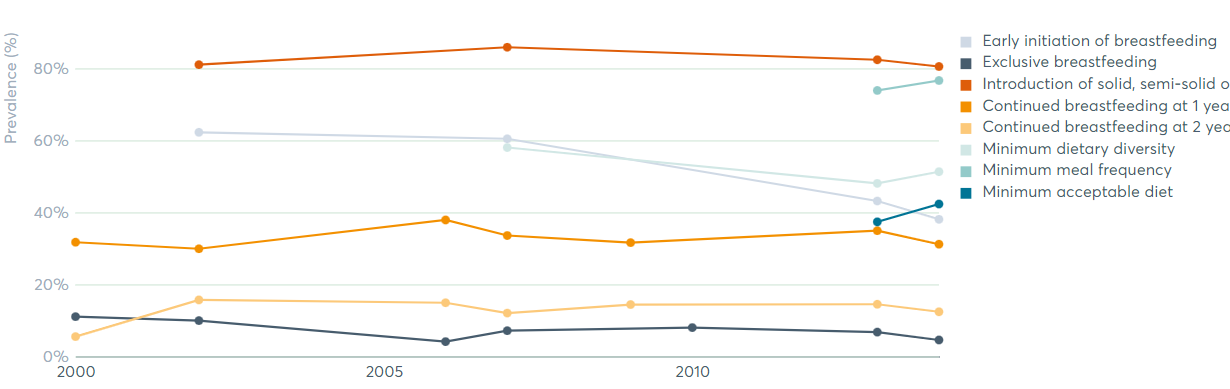 Prevalence (%)
80%
60%
40%
20%
0%
2000
2005
2010
Early initiation of breastfeeding
Exclusive breastfeeding
Introduction of solid, semi-solid o
Continued breastfeeding at 1 yea
Continued breastfeeding at 2 yea
Minimum dietary diversity
Minimum meal frequency
Minimum acceptable diet